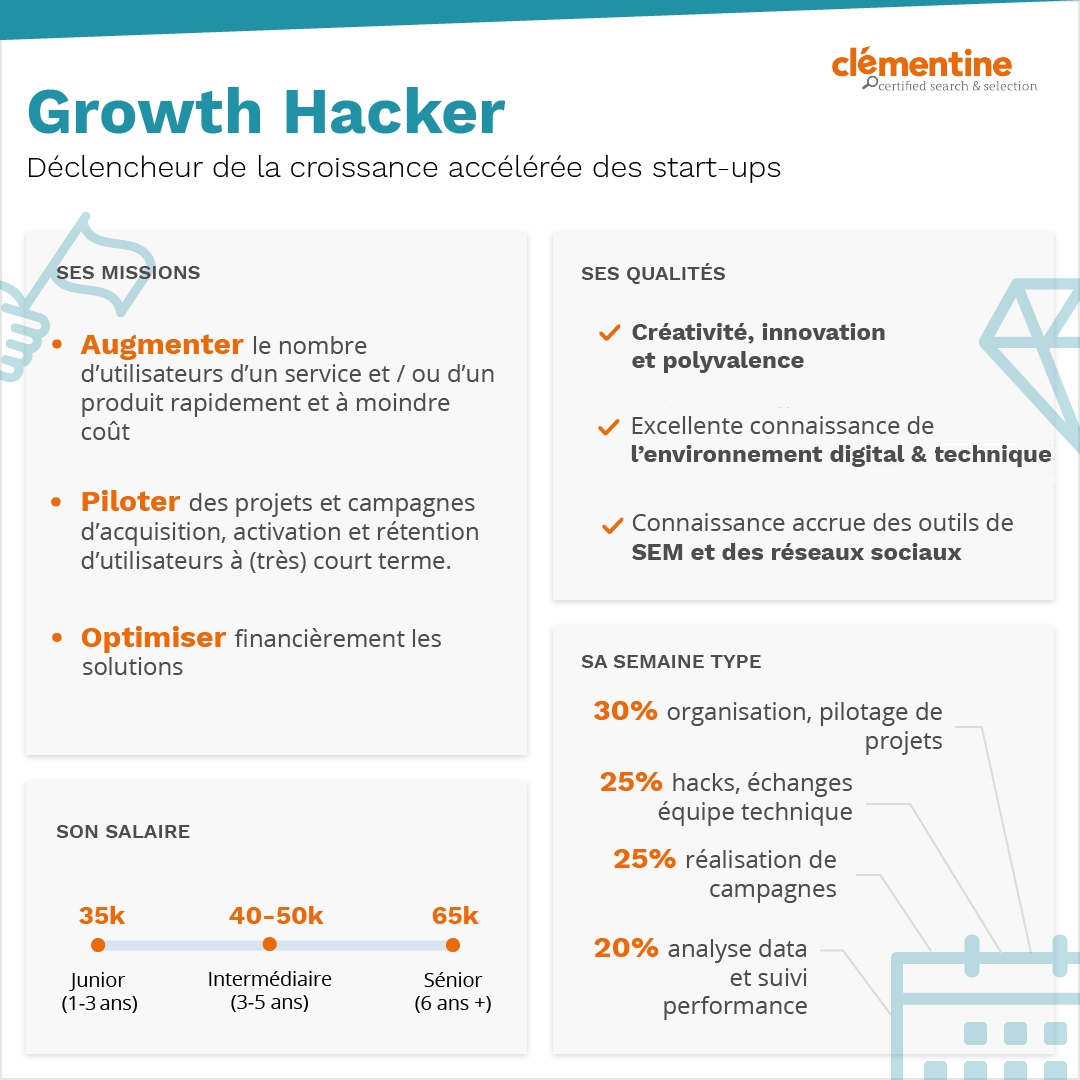 clémentine
certified search & selection
Growth Hacker
Déclencheur de la croissance accélérée des start-ups
SES MISSIONS
• Augmenter le nombre
d’utilisateurs d’un service et / ou d’un
produit rapidement et à moindre
coût
• Piloter des projets et campagnes
d’acquisition, activation et rétention
d’utilisateurs à (très) court terme.
• Optimiser financièrement les
solutions
SES QUALITÉS
Créativité, innovation
et polyvalence
Excellente connaissance de
l’environnement digital & technique
Connaissance accrue des outils de
SEM et des réseaux sociaux
SON SALAIRE
35k 40-50k 65k
Junior Intermédiaire Sénior
(1-3 ans) (3-5 ans) (6 ans +)
SA SEMAINE TYPE
30% organisation, pilotage de
projets
25% hacks, échanges
équipe technique
25% réalisation de
campagnes
20% analyse data
et suivi
performance